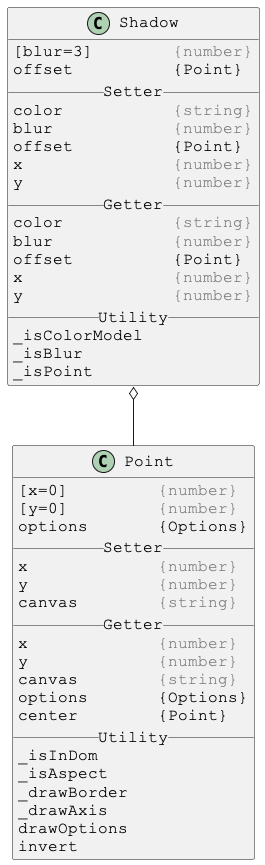 C Shadow
[blur=3] {number}
offset {Point}
Setter
color {string}
blur {number}
offset {Point}
x {number}
y {number}
Getter
color {string}
blur {number}
offset {Point}
x {number}
y {number}
Utility
_isColorModel
_isBlur
_isPoint
C Point
[x=0] {number}
[y=0] {number}
options {Options}
Setter
x {number}
y {number}
canvas {string}
Getter
x {number}
y {number}
canvas {string}
options {Options}
center {Point}
Utility
_isInDom
_isAspect
_drawBorder
_drawAxis
drawOptions
invert